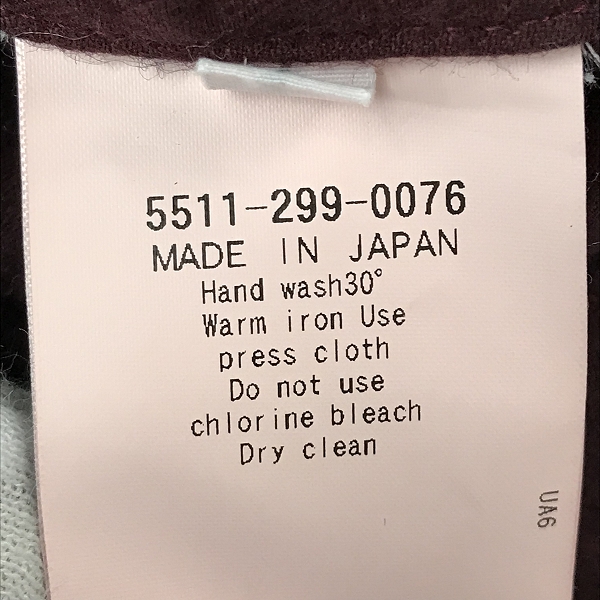 5511-299-0076
MADE IN JAPAN
Hand wash30°
Warm iron Use
press cloth
Do not use
chlorine bleach
Dry clean
UA6